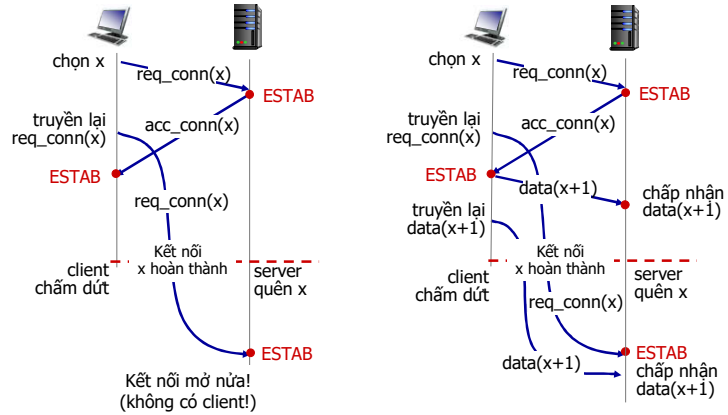 chọn x
req_conn(x)
ESTAB
truyền lại
req_conn(x)
acc_conn(x)
ESTAB
req_conn(x)
Kết nối
x hoàn thành
client
chấm dứt
server
quên x
ESTAB
Kết nối mở nửa!
(không có client!)
chọn x
req_conn(x)
ESTAB
truyền lại
req_conn(x)
acc_conn(x)
ESTAB
data(x+1)
chấp nhận
data(x+1)
truyền lại
data(x+1)
Kết nối
x hoàn thành
client
chấm dứt
server
quên x
req_conn(x)
ESTAB
data(x+1)
chấp nhận
data(x+1)